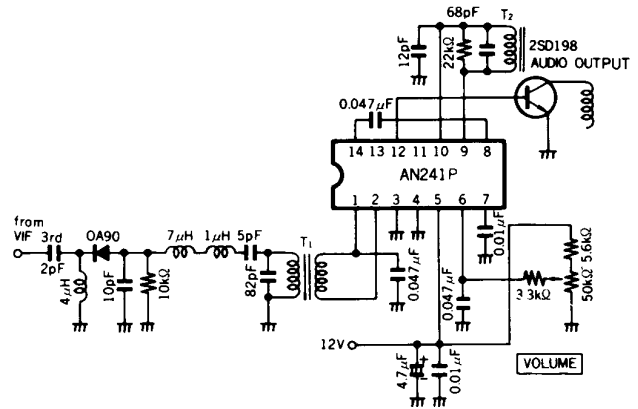 68pF T2
12pF
22kΩ
2SD198
AUDIO OUTPUT
0.047μF
14 13 12 11 10 9 8
AN241P
1 2 3 4 5 6 7
from
VIF
3rd
2pF
OA90
4μH
10pF
10kΩ
7μH
1μH
5pF
82pF
T1
0.047μF
0.01μF
0.047μF
3.3kΩ
5.6kΩ
50kΩ
12V
4.7μF
+
-
0.01μF
VOLUME